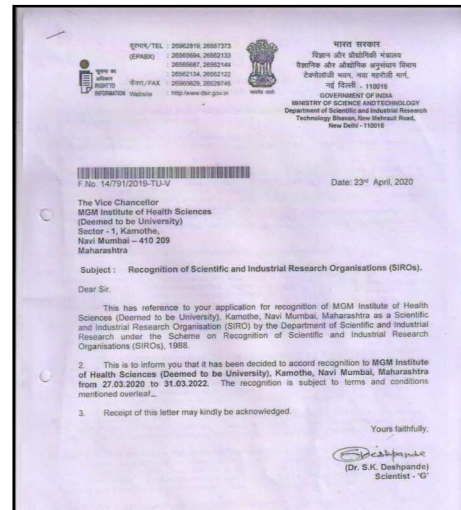 दूरभाष/TEL : 26962819, 26567373
(EPABX) : 26565694, 26562133
: 26565687, 26562144
: 26562134, 26562122
फैक्स/FAX : 26960629, 26529745
Website : http://www.dsir.gov.in
सूचना का
अधिकार
RIGHT TO
INFORMATION
सत्यमेव जयते
भारत सरकार
विज्ञान और प्रौद्योगिकी मंत्रालय
वैज्ञानिक और औद्योगिक अनुसंधान विभाग
टेक्नोलोजी भवन, नया महरौली मार्ग,
नई दिल्ली - 110016
GOVERNMENT OF INDIA
MINISTRY OF SCIENCE AND TECHNOLOGY
Department of Scientific and Industrial Research
Technology Bhavan, New Mehrauli Road,
New Delhi - 110016
F.No. 14/791/2019-TU-V
Date: 23rd April, 2020
The Vice Chancellor
MGM Institute of Health Sciences
(Deemed to be University)
Sector - 1, Kamothe,
Navi Mumbai – 410 209
Maharashtra
Subject : Recognition of Scientific and Industrial Research Organisations (SIROs).
Dear Sir,
This has reference to your application for recognition of MGM Institute of Health
Sciences (Deemed to be University), Kamothe, Navi Mumbai, Maharashtra as a Scientific
and Industrial Research Organisation (SIRO) by the Department of Scientific and Industrial
Research under the Scheme on Recognition of Scientific and Industrial Research
Organisations (SIROs), 1988.
2. This is to inform you that it has been decided to accord recognition to MGM Institute
of Health Sciences (Deemed to be University), Kamothe, Navi Mumbai, Maharashtra
from 27.03.2020 to 31.03.2022. The recognition is subject to terms and conditions
mentioned overleaf.
3. Receipt of this letter may kindly be acknowledged.
Yours faithfully,
SDeshpande
(Dr. S.K. Deshpande)
Scientist - 'G'